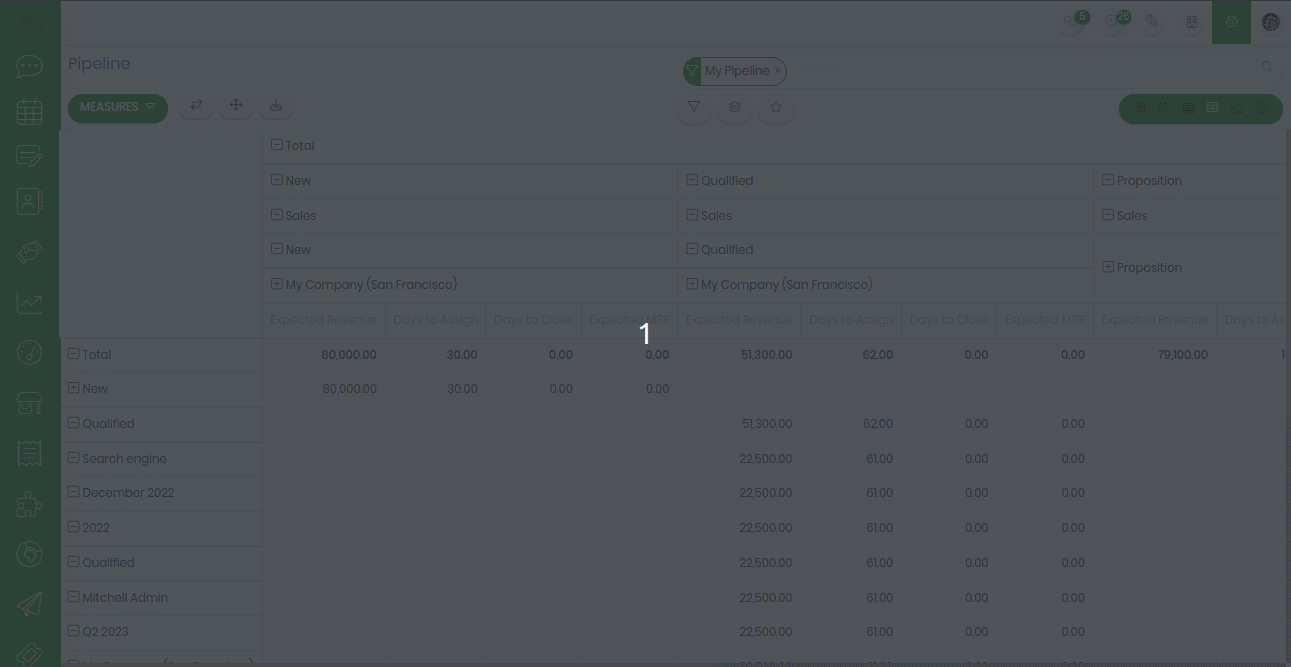 5 26
Pipeline
My Pipeline ×
MEASURES
Total
New Qualified Proposition
Sales Sales Sales
New Qualified
Proposition
My Company (San Francisco) My Company (San Francisco)
Expected Revenue Days to Assign Days to Close Expected MRR Expected Revenue Days to Assign Days to Close Expected MRR Expected Revenue Days to As
1
Total 80,000.00 30.00 0.00 0.00 51,300.00 62.00 0.00 0.00 79,100.00 1
New 80,000.00 30.00 0.00 0.00
Qualified 51,300.00 62.00 0.00 0.00
Search engine 22,500.00 61.00 0.00 0.00
December 2022 22,500.00 61.00 0.00 0.00
2022 22,500.00 61.00 0.00 0.00
Qualified 22,500.00 61.00 0.00 0.00
Mitchell Admin 22,500.00 61.00 0.00 0.00
Q2 2023 22,500.00 61.00 0.00 0.00